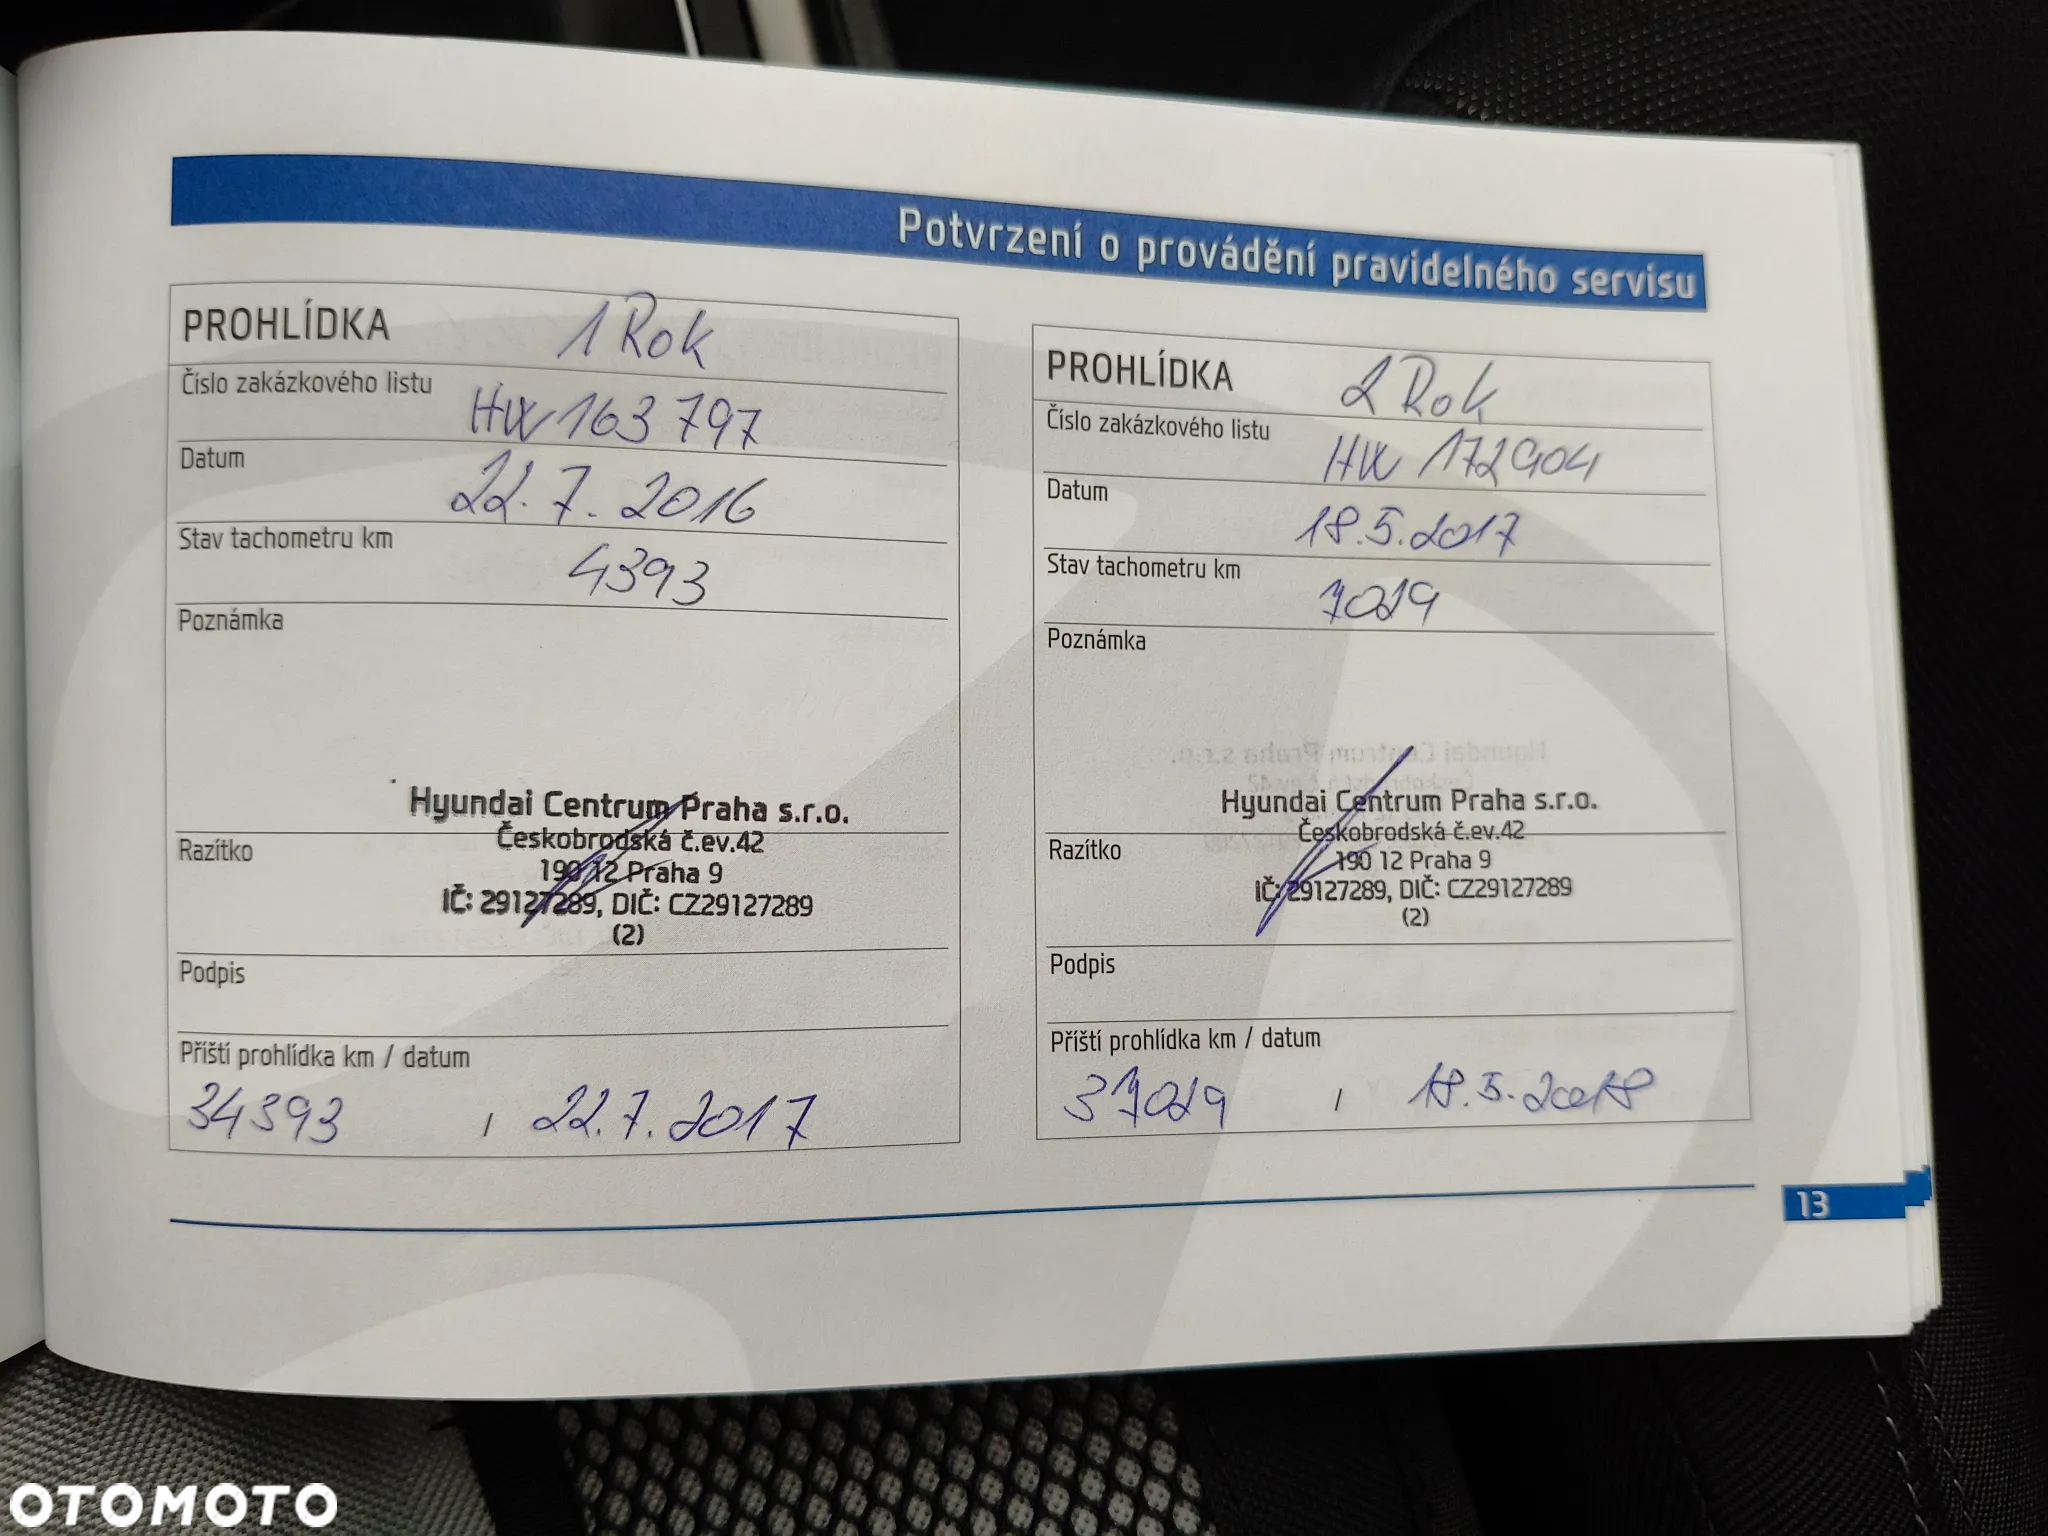 Potvrzení o provádění pravidelného servisu
PROHLÍDKA 1 Rok
Číslo zakázkového listu HW 163 797
Datum 22.7.2016
Stav tachometru km 4393
Poznámka
Hyundai Centrum Praha s.r.o.
Českobrodská č.ev.42
Razítko
190 12 Praha 9
IČ: 29127289, DIČ: CZ29127289
(2)
Podpis
Příští prohlídka km / datum
34393 / 22.7.2017
PROHLÍDKA 2 Rok
Číslo zakázkového listu HW 172904
Datum 18.5.2017
Stav tachometru km 7029
Poznámka
Hyundai Centrum Praha s.r.o.
Českobrodská č.ev.42
Razítko
190 12 Praha 9
IČ: 29127289, DIČ: CZ29127289
(2)
Podpis
Příští prohlídka km / datum
37029 / 18.5.2018
13
OTOMOTO